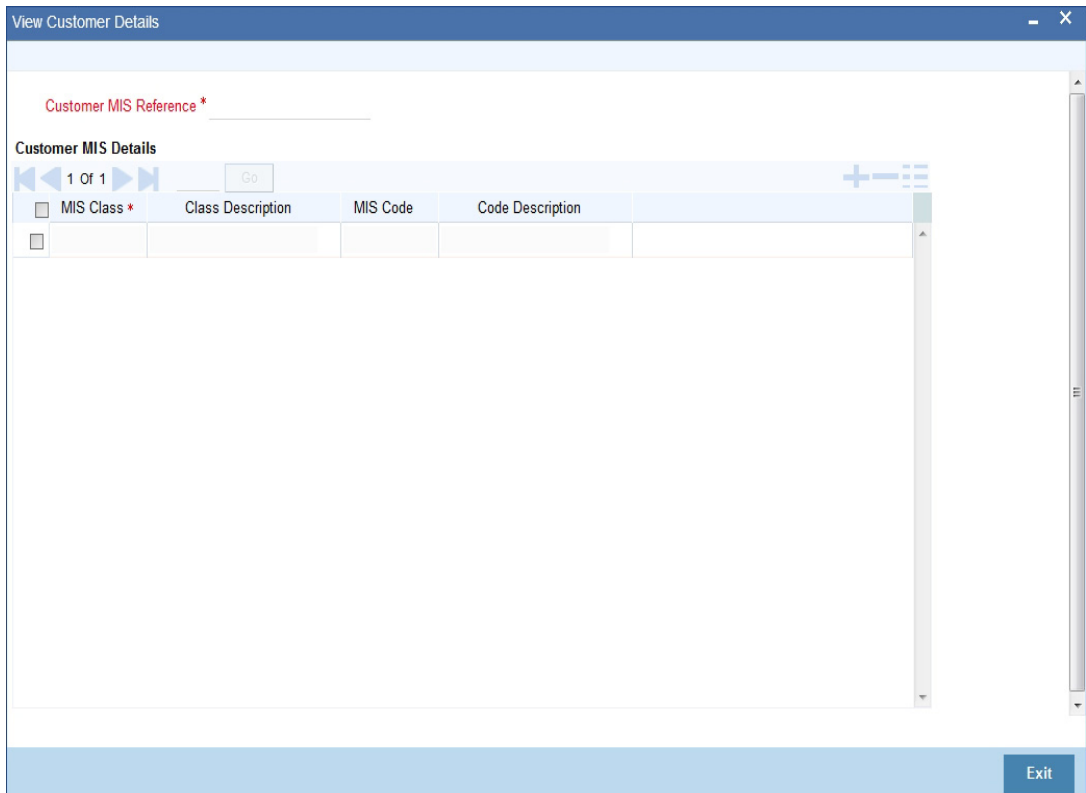 View Customer Details
Customer MIS Reference *
Customer MIS Details
1 Of 1 Go
MIS Class * Class Description MIS Code Code Description
Exit